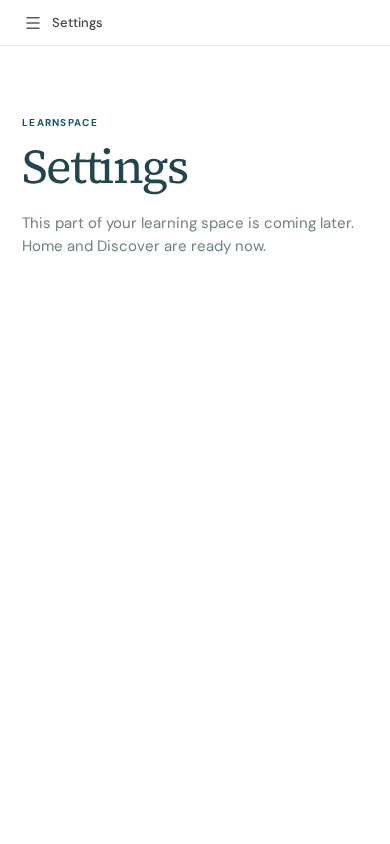 Settings
LEARNSPACE
Settings
This part of your learning space is coming later.
Home and Discover are ready now.